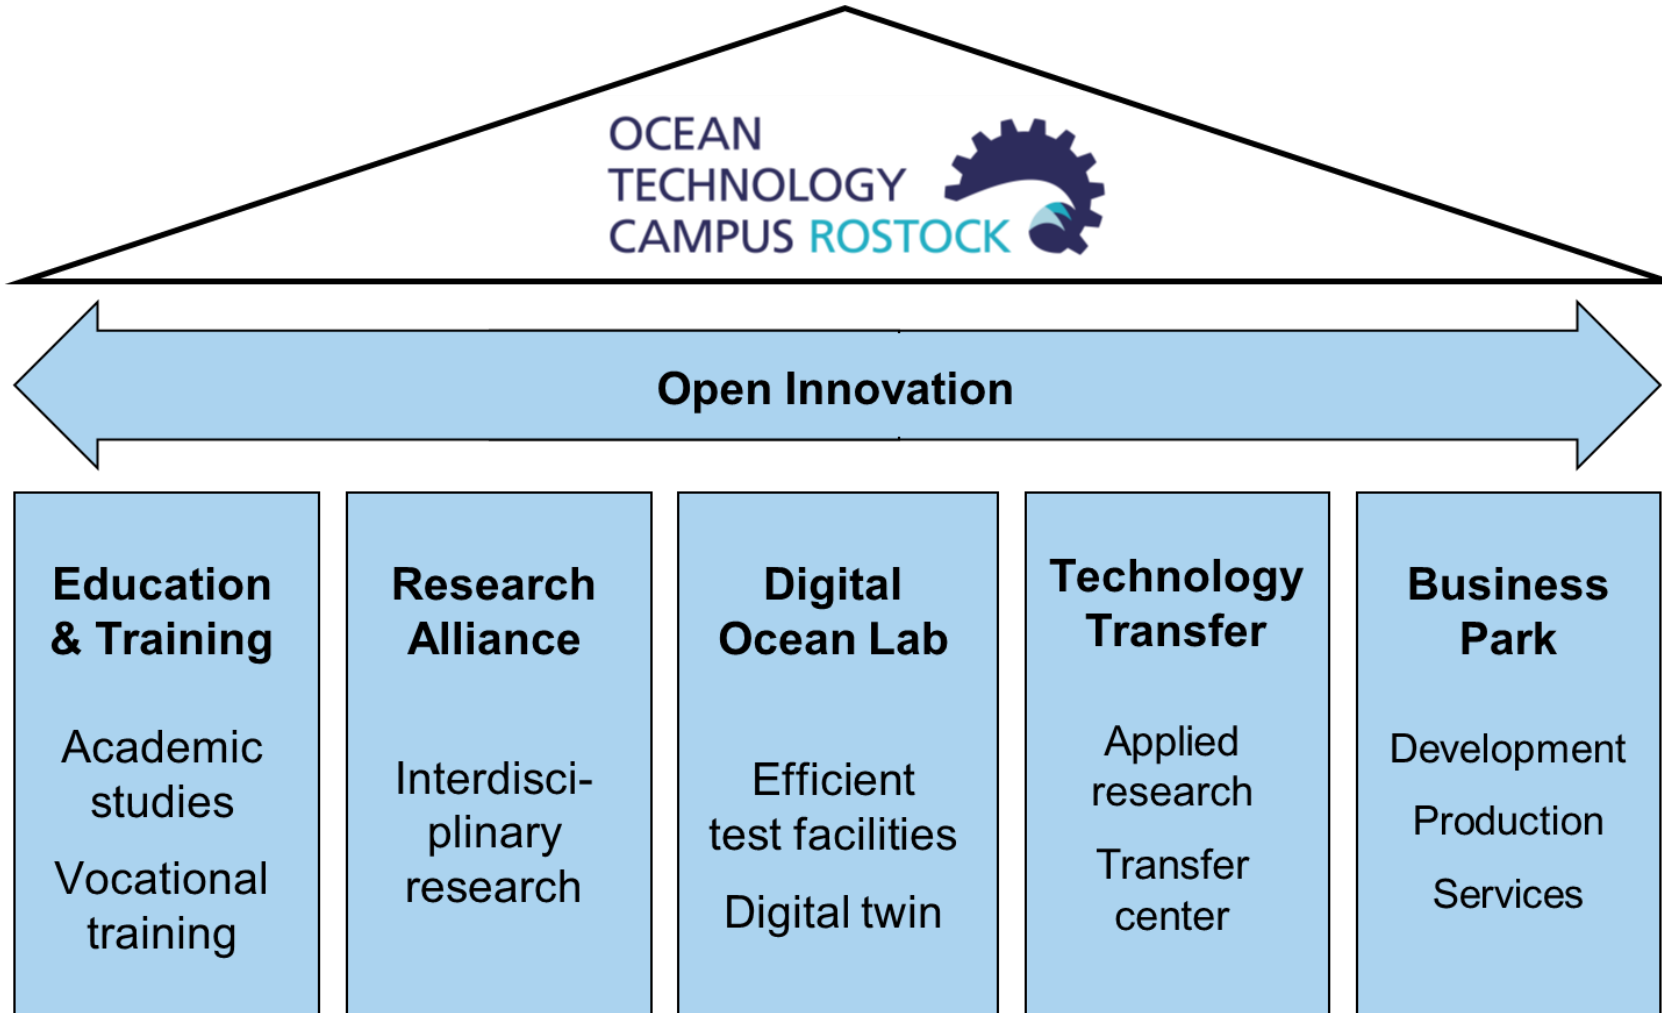 OCEAN
TECHNOLOGY
CAMPUS ROSTOCK
Open Innovation
Education
& Training
Academic
studies
Vocational
training
Research
Alliance
Interdisci-
plinary
research
Digital
Ocean Lab
Efficient
test facilities
Digital twin
Technology
Transfer
Applied
research
Transfer
center
Business
Park
Development
Production
Services